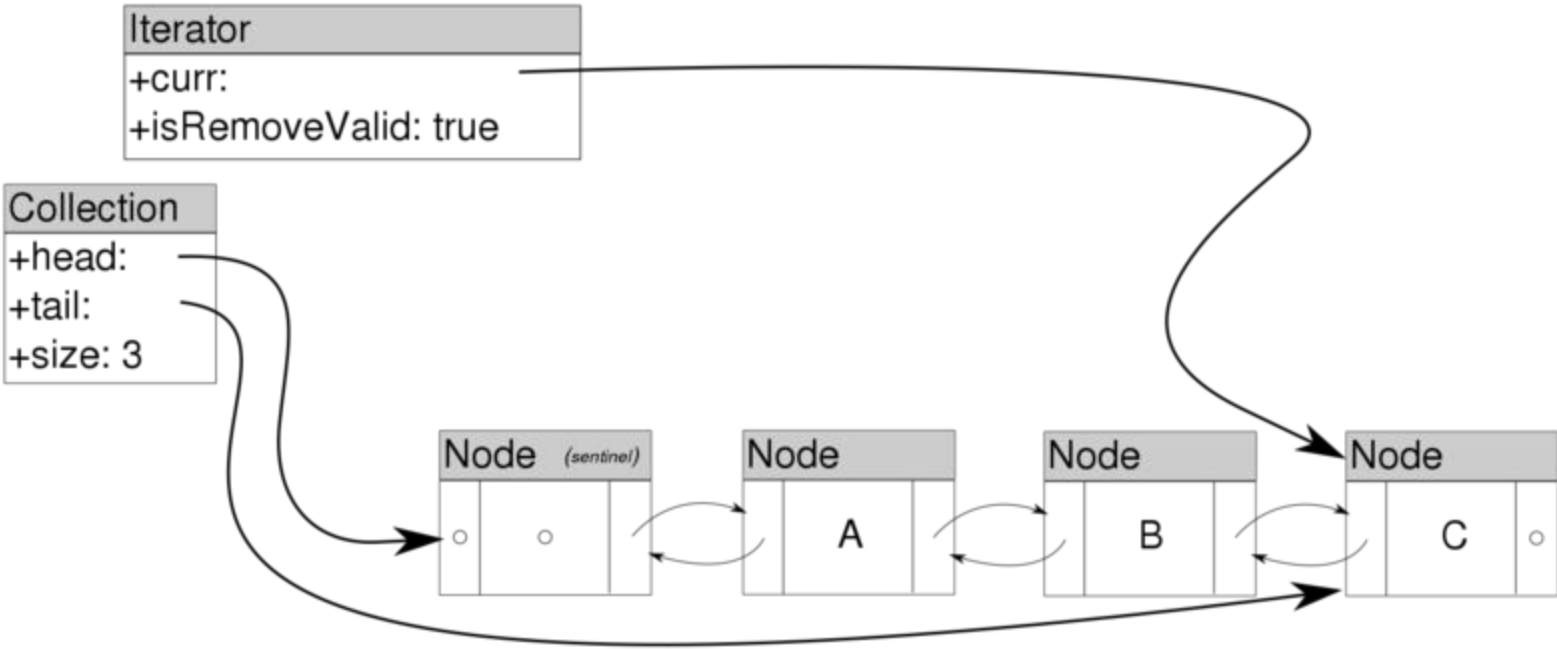 Iterator
+curr:
+isRemoveValid: true
Collection
+head:
+tail:
+size: 3
Node (sentinel)
Node
A
Node
B
Node
C